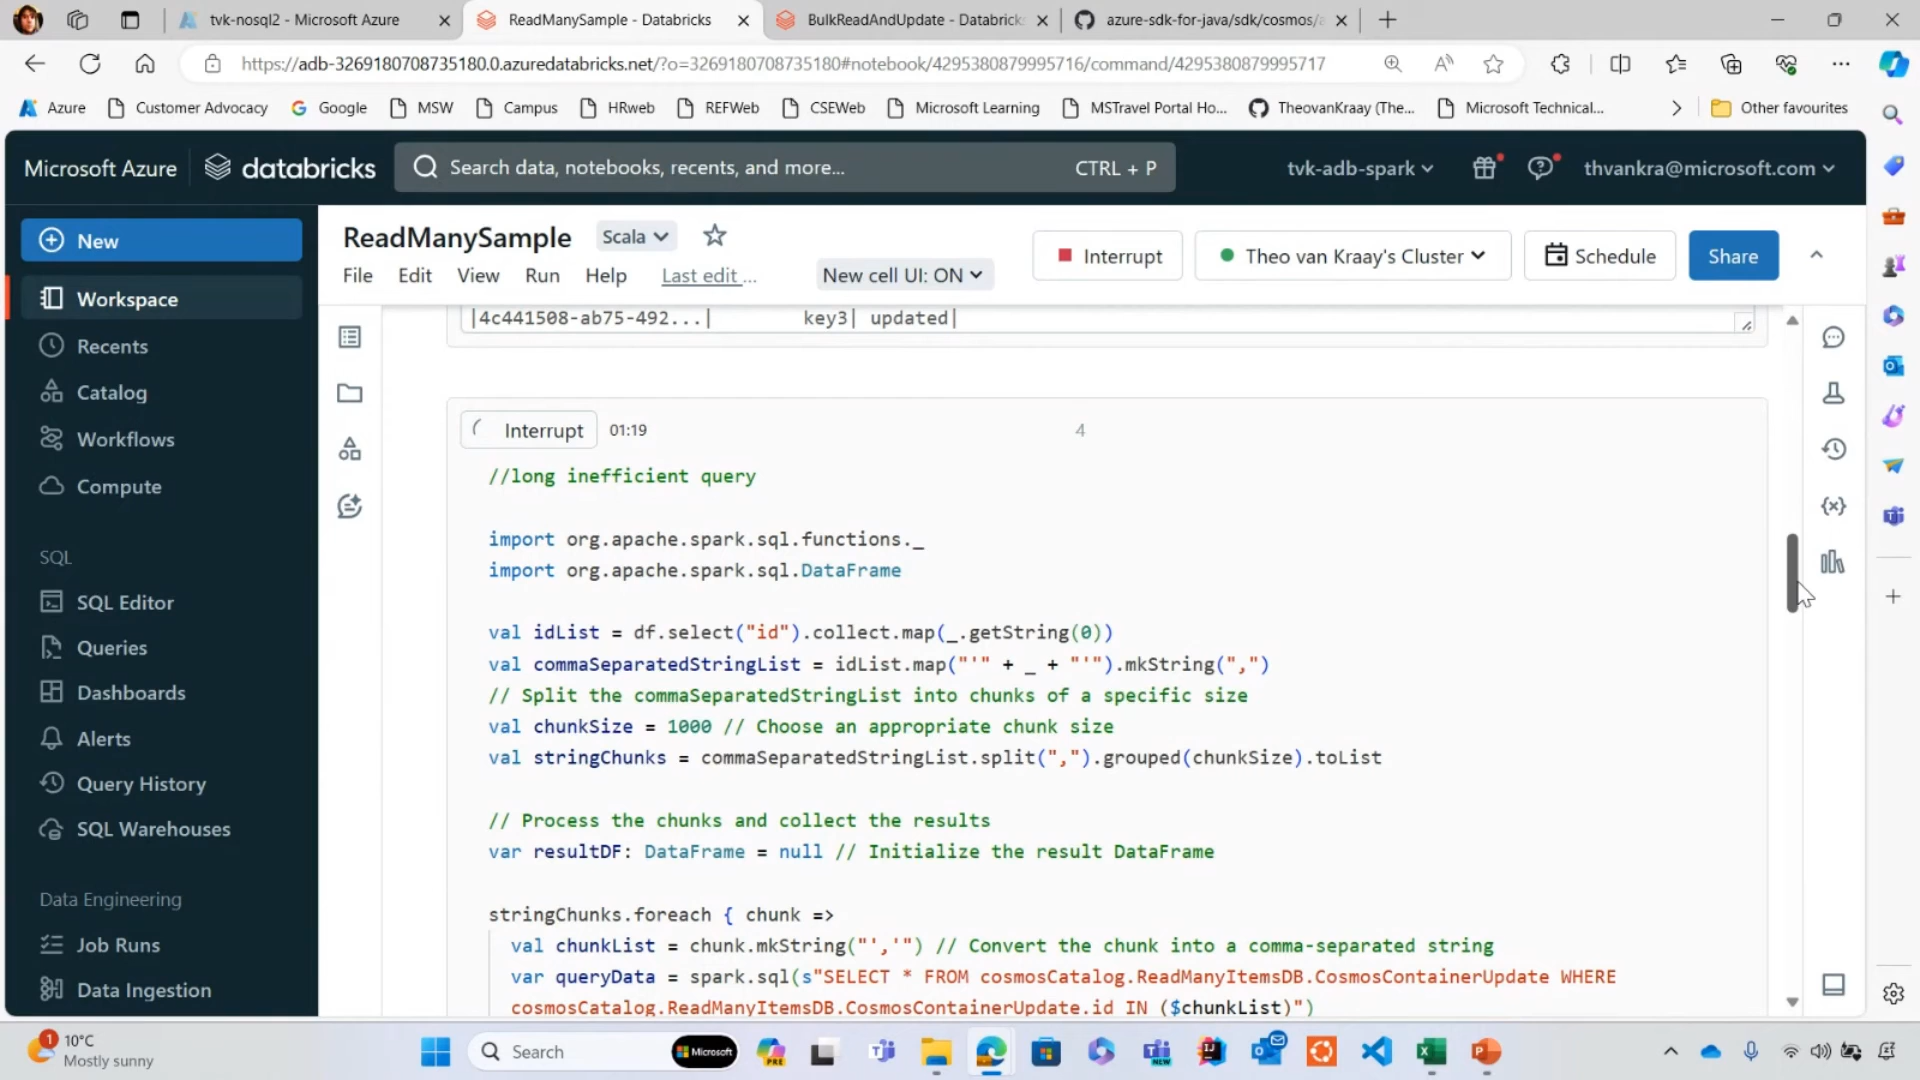 tvk-nosql2 - Microsoft Azure
ReadManySample - Databricks
BulkReadAndUpdate - Databricks
azure-sdk-for-java/sdk/cosmos/a
https://adb-3269180708735180.0.azuredatabricks.net/?o=3269180708735180#notebook/4295380879995716/command/4295380879995717
Azure
Customer Advocacy
Google
MSW
Campus
HRweb
REFWeb
CSEWeb
Microsoft Learning
MSTravel Portal Ho...
TheovanKraay (The...
Microsoft Technical...
Other favourites
Microsoft Azure
databricks
Search data, notebooks, recents, and more...
CTRL + P
tvk-adb-spark
thvankra@microsoft.com
New
Workspace
Recents
Catalog
Workflows
Compute
SQL
SQL Editor
Queries
Dashboards
Alerts
Query History
SQL Warehouses
Data Engineering
Job Runs
Data Ingestion
ReadManySample
Scala
File
Edit
View
Run
Help
Last edit ...
New cell UI: ON
Interrupt
Theo van Kraay's Cluster
Schedule
Share
|4c441508-ab75-492...| key3| updated|
Interrupt
01:19
4
//long inefficient query
import org.apache.spark.sql.functions._
import org.apache.spark.sql.DataFrame
val idList = df.select("id").collect.map(_.getString(0))
val commaSeparatedStringList = idList.map("'" + _ + "'").mkString(",")
// Split the commaSeparatedStringList into chunks of a specific size
val chunkSize = 1000 // Choose an appropriate chunk size
val stringChunks = commaSeparatedStringList.split(",").grouped(chunkSize).toList
// Process the chunks and collect the results
var resultDF: DataFrame = null // Initialize the result DataFrame
stringChunks.foreach { chunk =>
val chunkList = chunk.mkString("','") // Convert the chunk into a comma-separated string
var queryData = spark.sql(s"SELECT * FROM cosmosCatalog.ReadManyItemsDB.CosmosContainerUpdate WHERE
cosmosCatalog.ReadManyItemsDB.CosmosContainerUpdate.id IN ($chunkList)")
1
10°C
Mostly sunny
Search
Microsoft
PRE
NEW